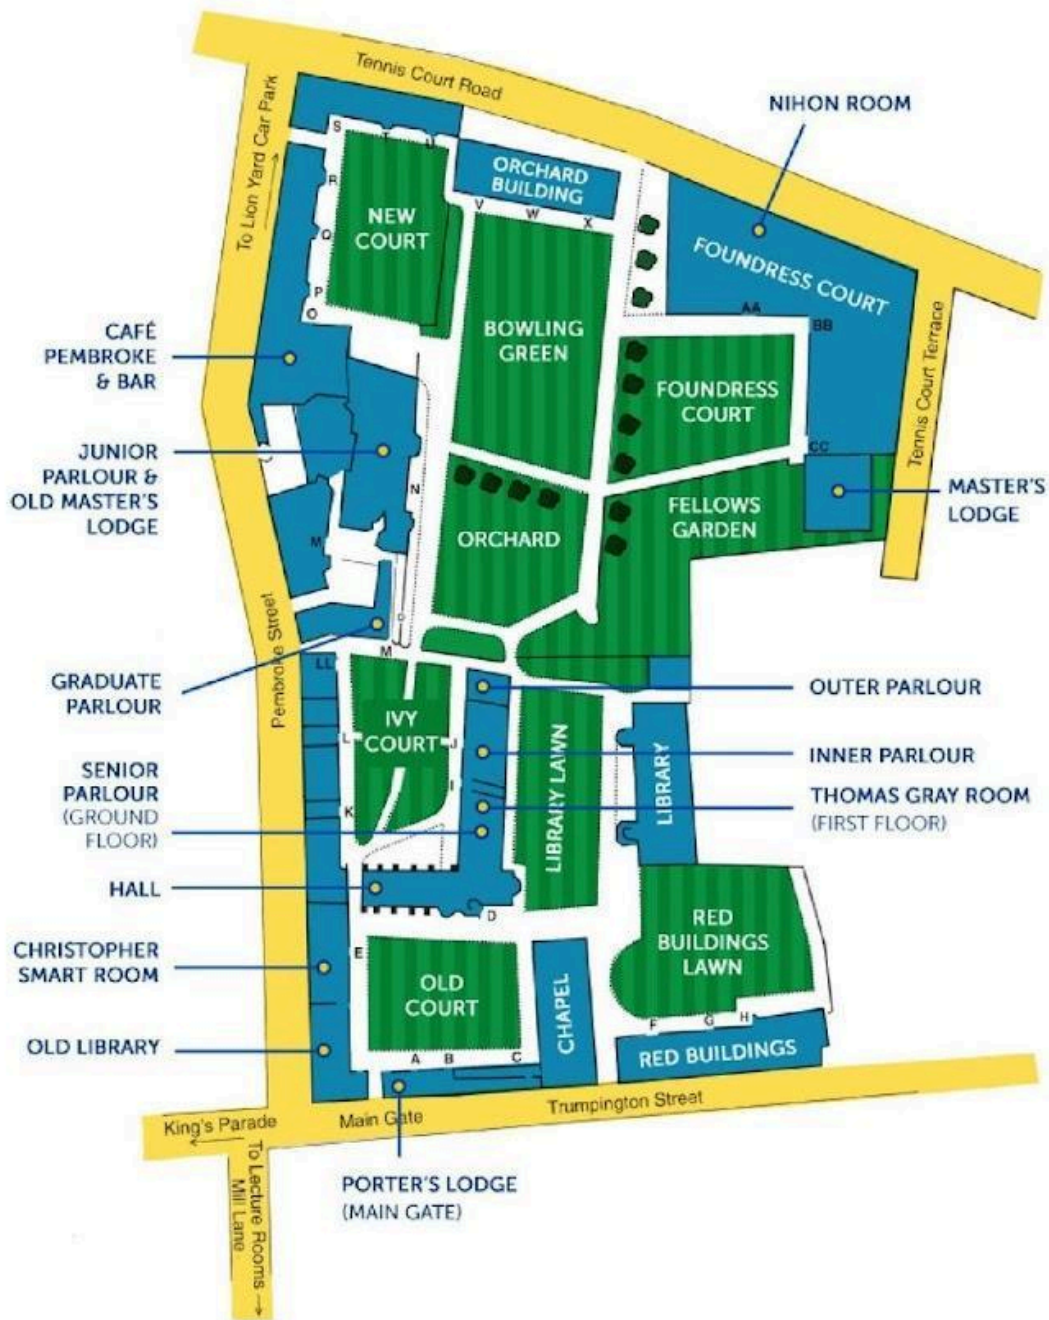 Tennis Court Road
To Lion Yard Car Park
NIHON ROOM
S
T
U
ORCHARD
BUILDING
R
V
W
X
NEW
COURT
Q
FOUNDRESS COURT
P
O
AA
BB
CAFÉ
PEMBROKE
& BAR
BOWLING
GREEN
FOUNDRESS
COURT
Tennis Court Terrace
CC
JUNIOR
PARLOUR &
OLD MASTER'S
LODGE
N
MASTER'S
LODGE
FELLOWS
GARDEN
ORCHARD
M
Pembroke Street
GRADUATE
PARLOUR
M
LL
OUTER PARLOUR
IVY
COURT
L
J
INNER PARLOUR
LIBRARY LAWN
LIBRARY
SENIOR
PARLOUR
(GROUND
FLOOR)
I
K
THOMAS GRAY ROOM
(FIRST FLOOR)
HALL
D
RED
BUILDINGS
LAWN
E
CHRISTOPHER
SMART ROOM
OLD
COURT
CHAPEL
F
G
H
OLD LIBRARY
A
B
C
RED BUILDINGS
King's Parade
Main Gate
Trumpington Street
To Lecture Rooms
Mill Lane
PORTER'S LODGE
(MAIN GATE)